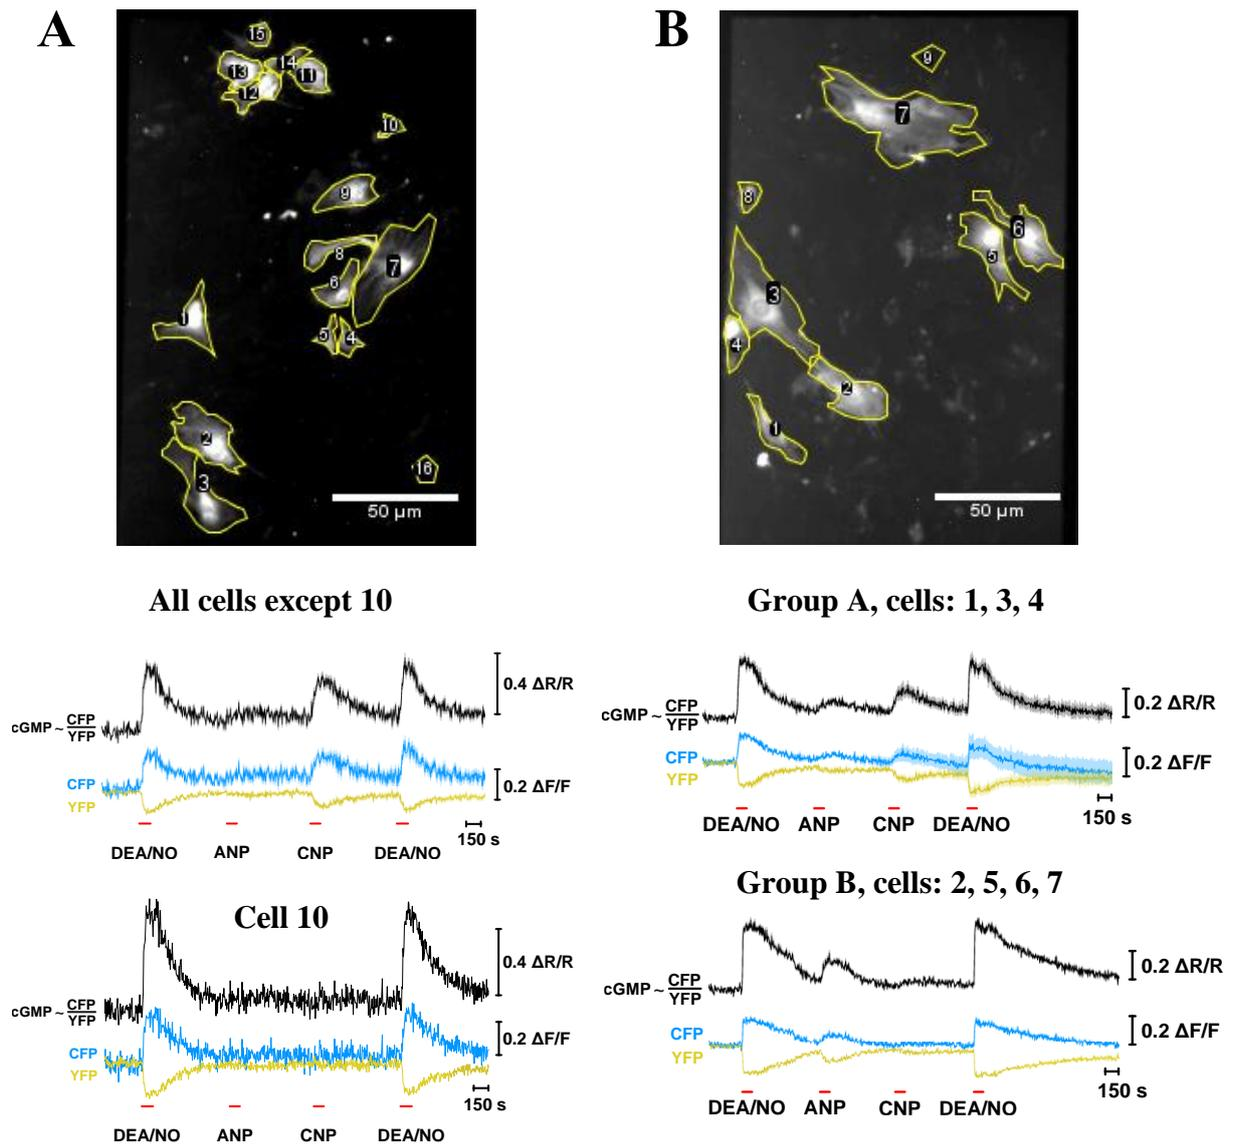 A
15
14
13
11
12
10
9
8
7
6
1
5
4
2
16
3
50 µm
B
9
7
8
6
5
3
4
2
1
50 µm
All cells except 10
cGMP ~ CFP
YFP
0.4 ΔR/R
CFP
YFP
0.2 ΔF/F
150 s
DEA/NO ANP CNP DEA/NO
Cell 10
cGMP ~ CFP
YFP
0.4 ΔR/R
CFP
YFP
0.2 ΔF/F
150 s
DEA/NO ANP CNP DEA/NO
Group A, cells: 1, 3, 4
cGMP ~ CFP
YFP
0.2 ΔR/R
CFP
YFP
0.2 ΔF/F
150 s
DEA/NO ANP CNP DEA/NO
Group B, cells: 2, 5, 6, 7
cGMP ~ CFP
YFP
0.2 ΔR/R
CFP
YFP
0.2 ΔF/F
150 s
DEA/NO ANP CNP DEA/NO